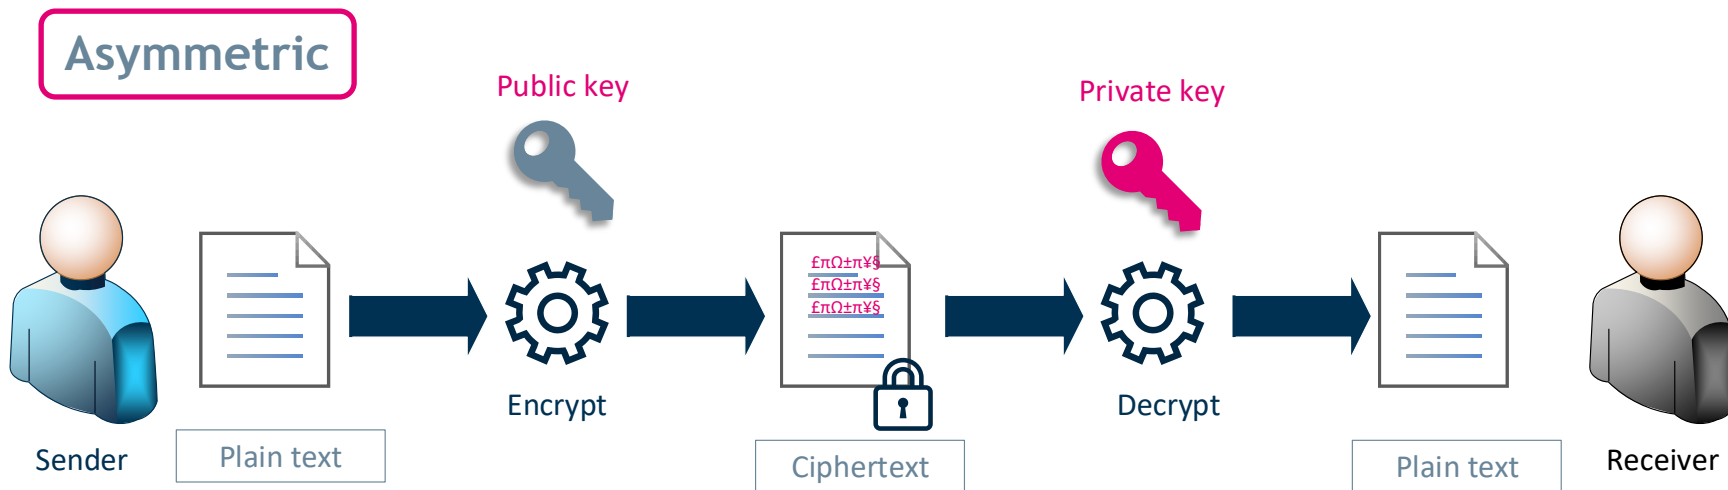 Asymmetric
Public key
Private key
£πΩ±π¥§
£πΩ±π¥§
£πΩ±π¥§
Encrypt
Decrypt
Sender
Plain text
Ciphertext
Plain text
Receiver